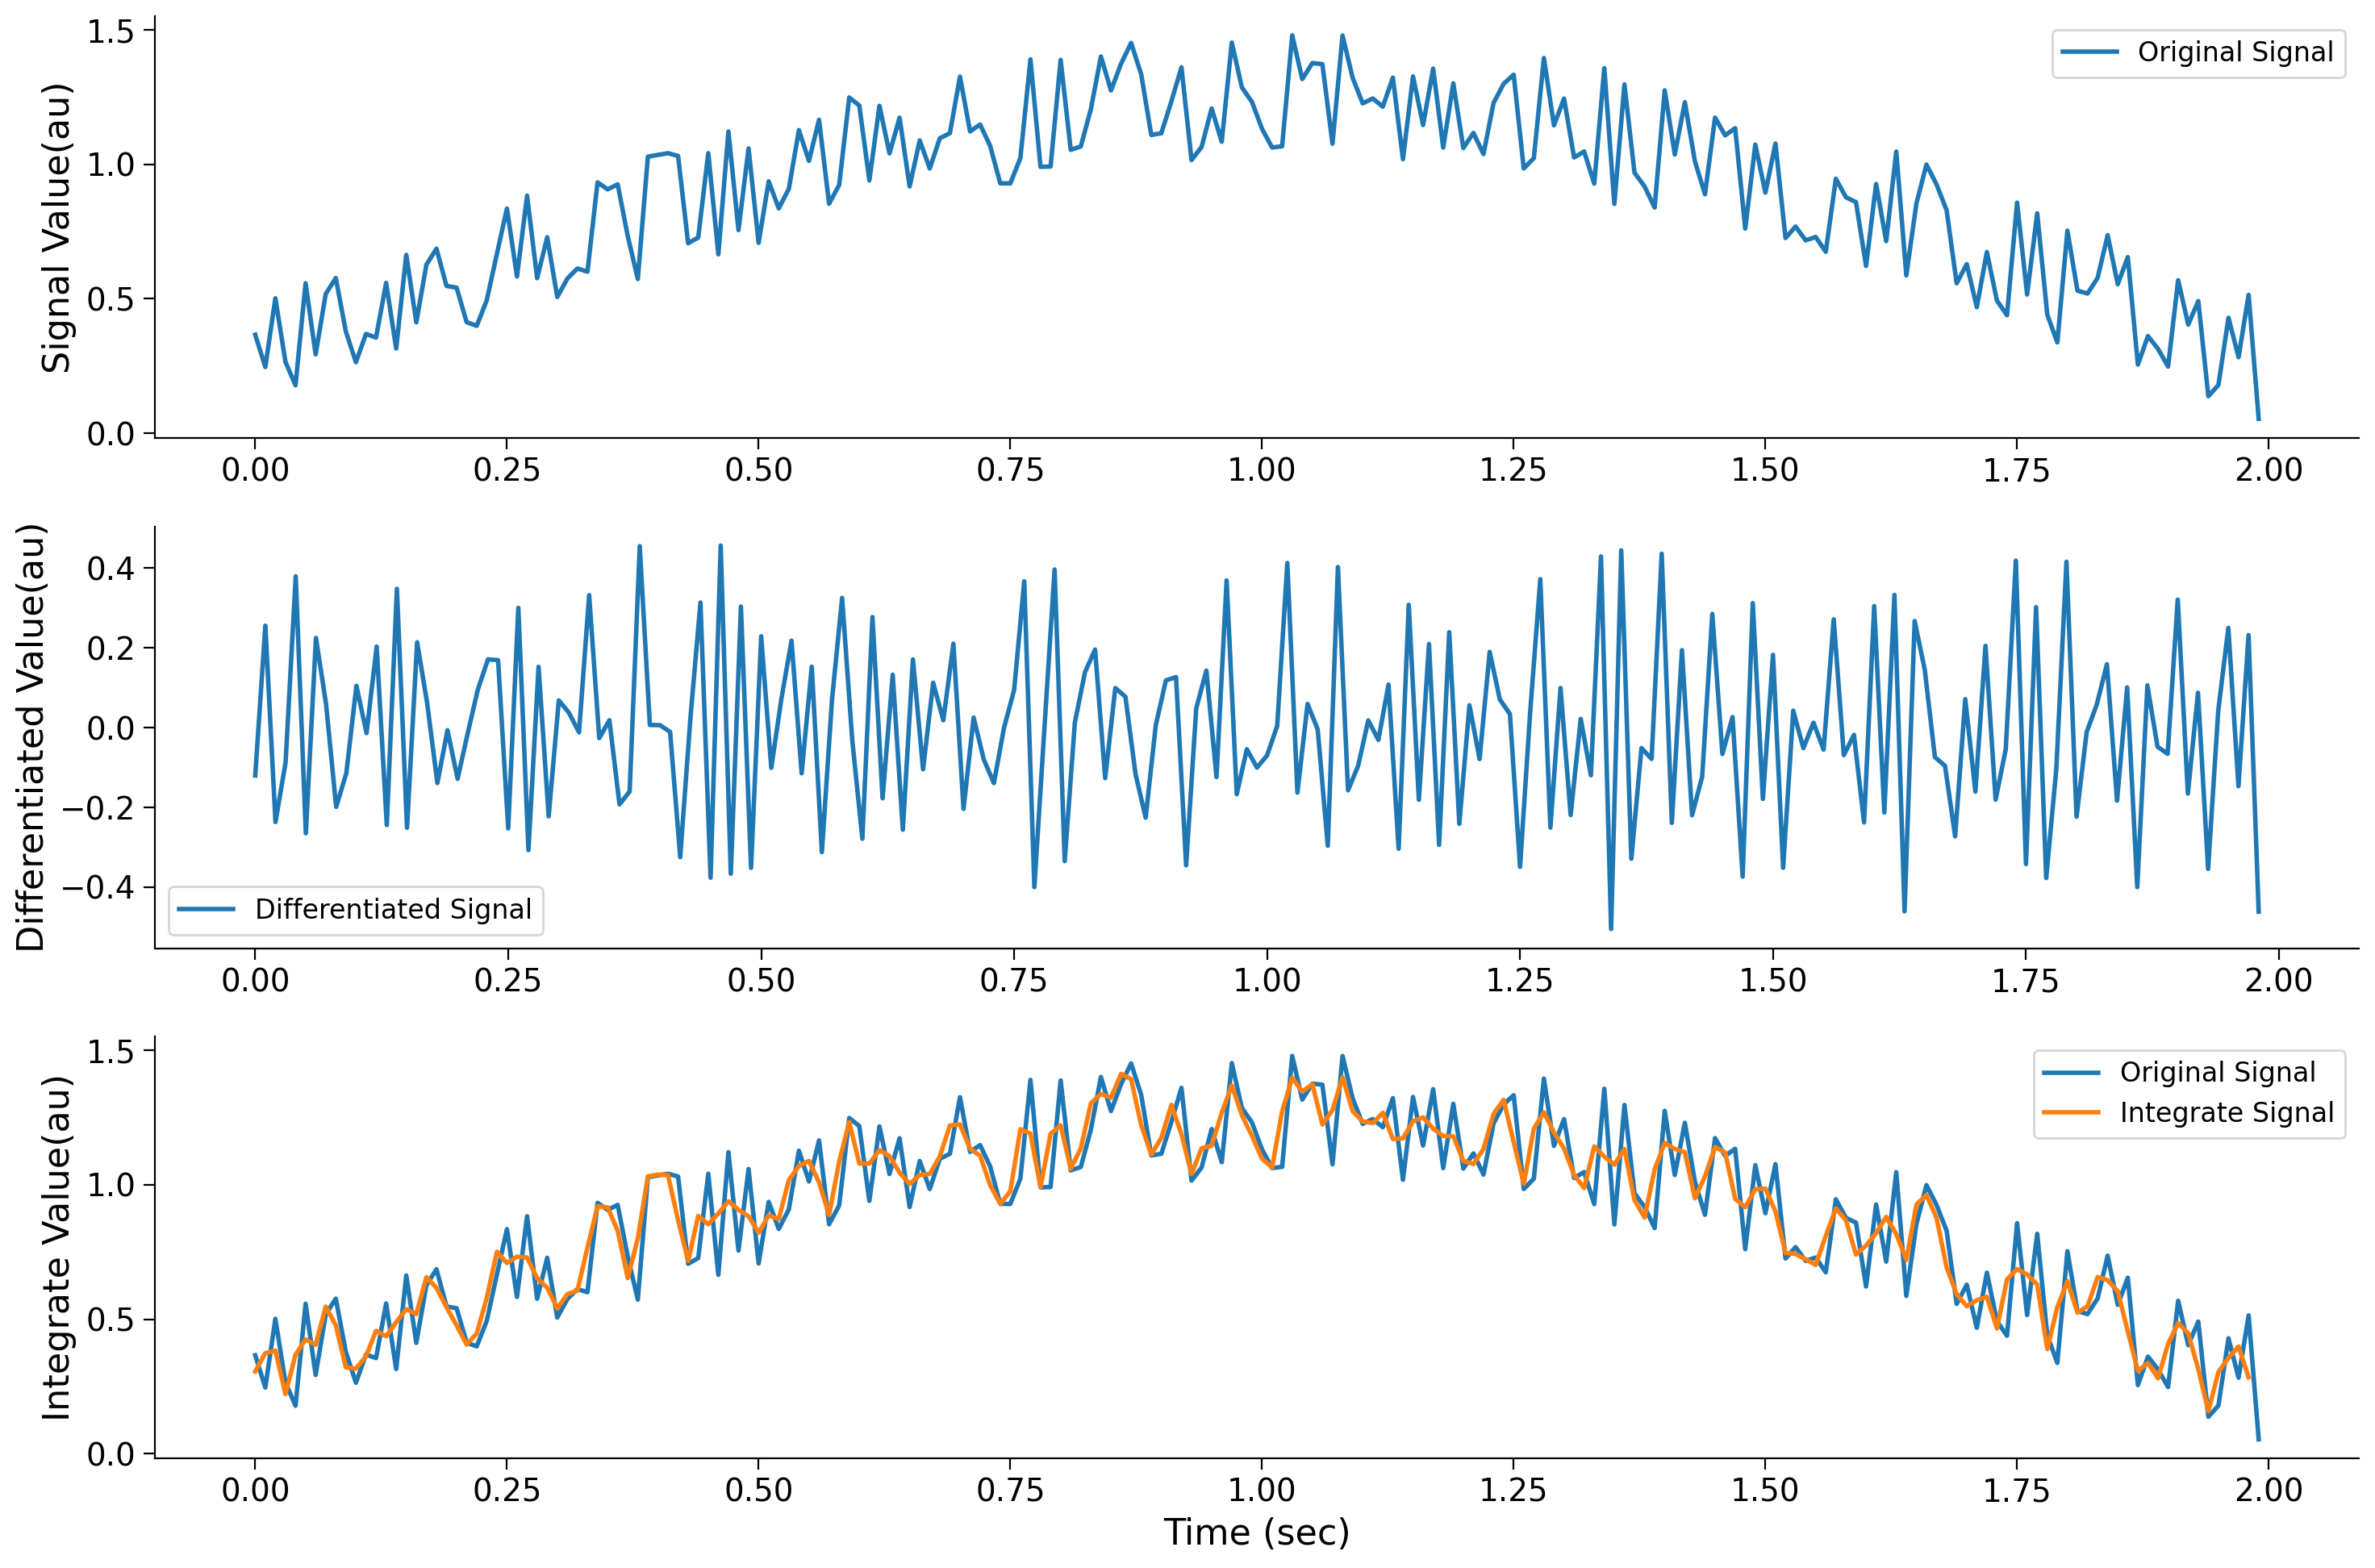 Signal Value(au)
1.5
1.0
0.5
0.0
Original Signal
0.00 0.25 0.50 0.75 1.00 1.25 1.50 1.75 2.00
Differentiated Value(au)
0.4
0.2
0.0
−0.2
−0.4
Differentiated Signal
0.00 0.25 0.50 0.75 1.00 1.25 1.50 1.75 2.00
Integrate Value(au)
1.5
1.0
0.5
0.0
Original Signal
Integrate Signal
0.00 0.25 0.50 0.75 1.00 1.25 1.50 1.75 2.00
Time (sec)